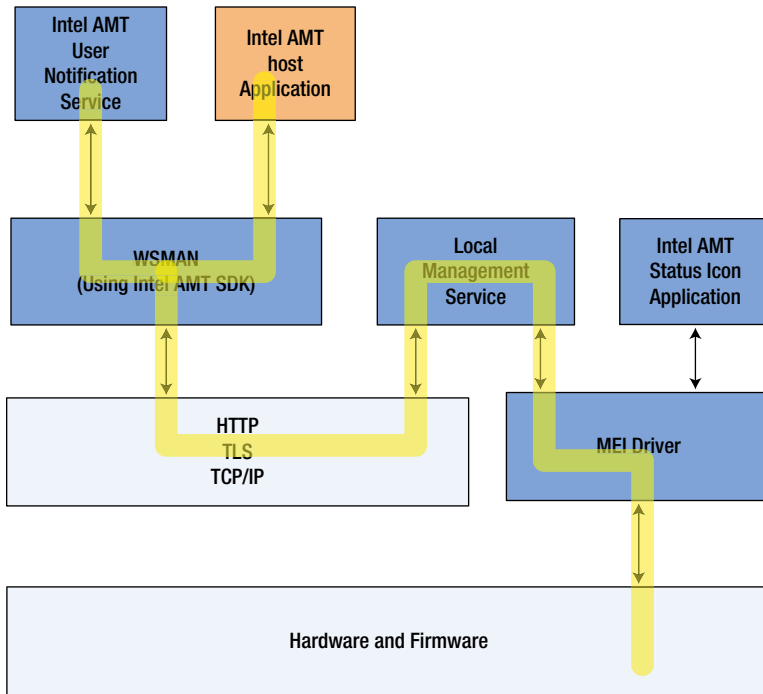 Intel AMT
User
Notification
Service
Intel AMT
host
Application
WSMAN
(Using Intel AMT SDK)
Local
Management
Service
Intel AMT
Status Icon
Application
HTTP
TLS
TCP/IP
MEI Driver
Hardware and Firmware